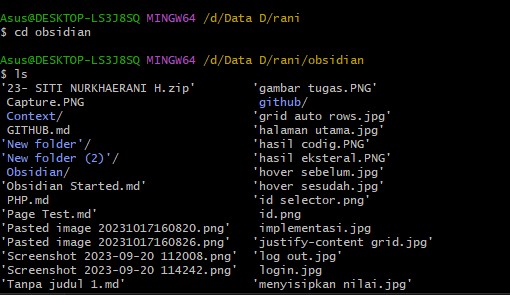 Asus@DESKTOP-LS3J8SQ MINGW64 /d/Data D/rani
$ cd obsidian
Asus@DESKTOP-LS3J8SQ MINGW64 /d/Data D/rani/obsidian
$ ls
'23- SITI NURKHAERANI H.zip' 'gambar tugas.PNG'
Capture.PNG github/
Context/ 'grid auto rows.jpg'
GITHUB.md 'halaman utama.jpg'
'New folder'/ 'hasil codig.PNG'
'New folder (2)'/ 'hasil eksteral.PNG'
Obsidian/ 'hover sebelum.jpg'
'Obsidian Started.md' 'hover sesudah.jpg'
PHP.md 'id selector.png'
'Page Test.md' id.png
'Pasted image 20231017160820.png' implementasi.jpg
'Pasted image 20231017160826.png' 'justify-content grid.jpg'
'Screenshot 2023-09-20 112008.png' 'log out.jpg'
'Screenshot 2023-09-20 114242.png' login.jpg
'Tanpa judul 1.md' 'menyisipkan nilai.jpg'